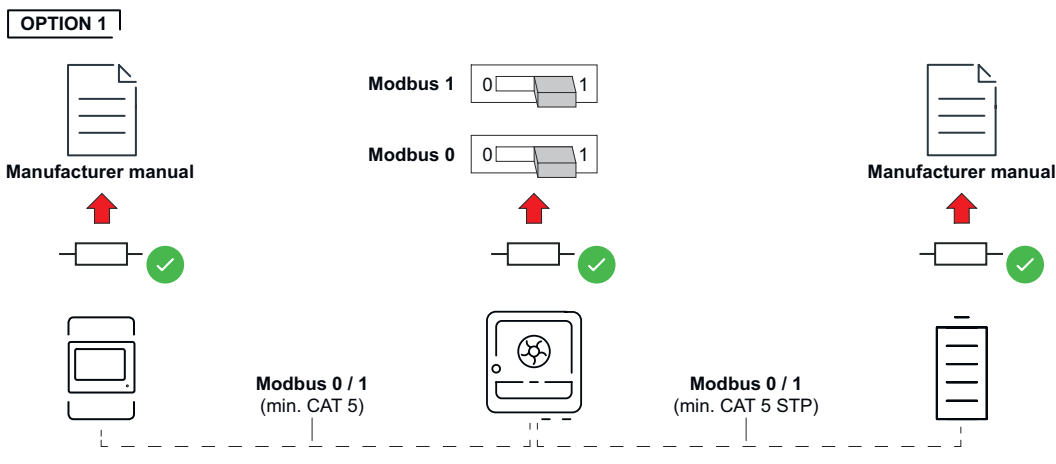 OPTION 1
Modbus 1
0
1
Modbus 0
0
1
Manufacturer manual
Manufacturer manual
Modbus 0 / 1
(min. CAT 5)
Modbus 0 / 1
(min. CAT 5 STP)